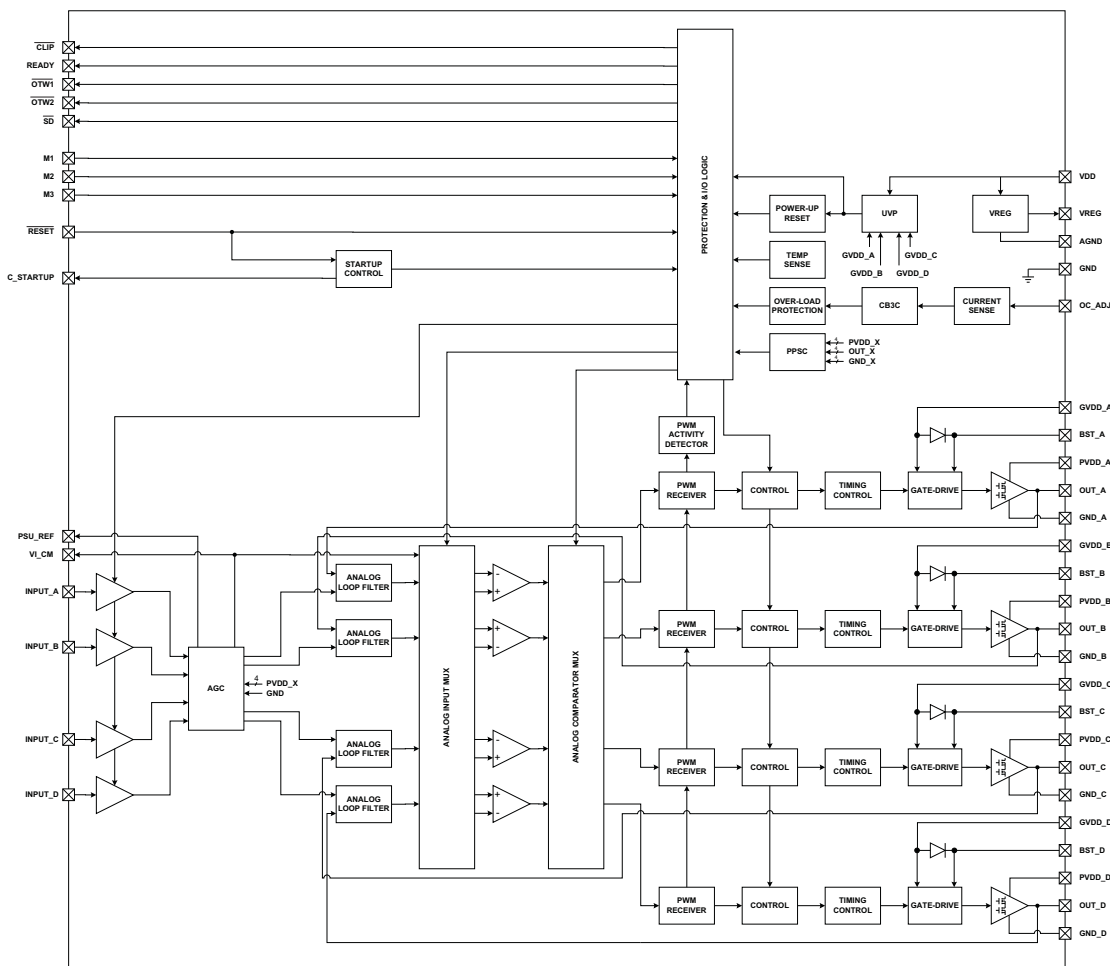 CLIP
READY
OTW1
OTW2
SD
M1
M2
M3
RESET
C_STARTUP
STARTUP
CONTROL
PROTECTION & I/O LOGIC
POWER-UP
RESET
UVP
GVDD_A
GVDD_B
GVDD_C
GVDD_D
VREG
VDD
VREG
AGND
GND
OC_ADJ
TEMP
SENSE
OVER-LOAD
PROTECTION
CB3C
CURRENT
SENSE
PPSC
4
PVDD_X
4
OUT_X
4
GND_X
PWM
ACTIVITY
DETECTOR
PWM
RECEIVER
CONTROL
TIMING
CONTROL
GATE-DRIVE
GVDD_A
BST_A
PVDD_A
OUT_A
GND_A
PSU_REF
VI_CM
INPUT_A
INPUT_B
INPUT_C
INPUT_D
AGC
4
PVDD_X
GND
ANALOG
LOOP FILTER
ANALOG
LOOP FILTER
ANALOG
LOOP FILTER
ANALOG
LOOP FILTER
ANALOG INPUT MUX
-
+
+
-
-
+
+
-
ANALOG COMPARATOR MUX
PWM
RECEIVER
CONTROL
TIMING
CONTROL
GATE-DRIVE
GVDD_B
BST_B
PVDD_B
OUT_B
GND_B
PWM
RECEIVER
CONTROL
TIMING
CONTROL
GATE-DRIVE
GVDD_C
BST_C
PVDD_C
OUT_C
GND_C
PWM
RECEIVER
CONTROL
TIMING
CONTROL
GATE-DRIVE
GVDD_D
BST_D
PVDD_D
OUT_D
GND_D